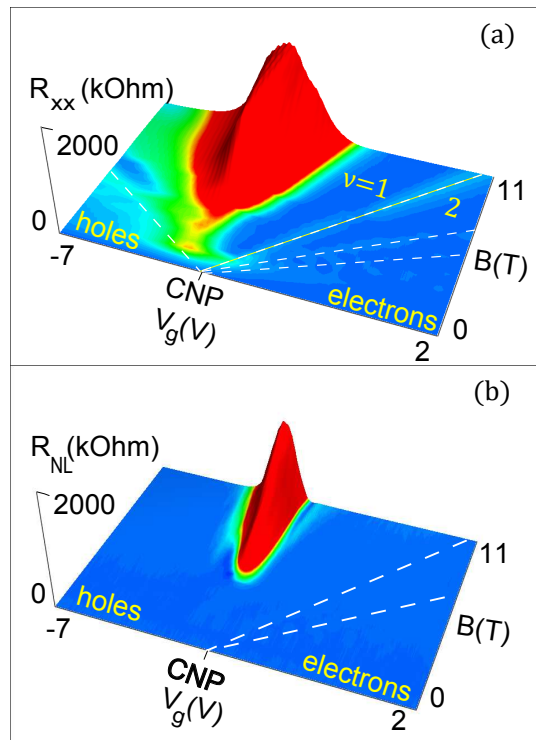 (a)
R_xx (kOhm)
2000
0
-7
holes
CNP
V_g(V)
ν=1
2
11
B(T)
electrons
0
2
(b)
R_NL (kOhm)
2000
0
-7
holes
CNP
V_g(V)
11
B(T)
electrons
0
2